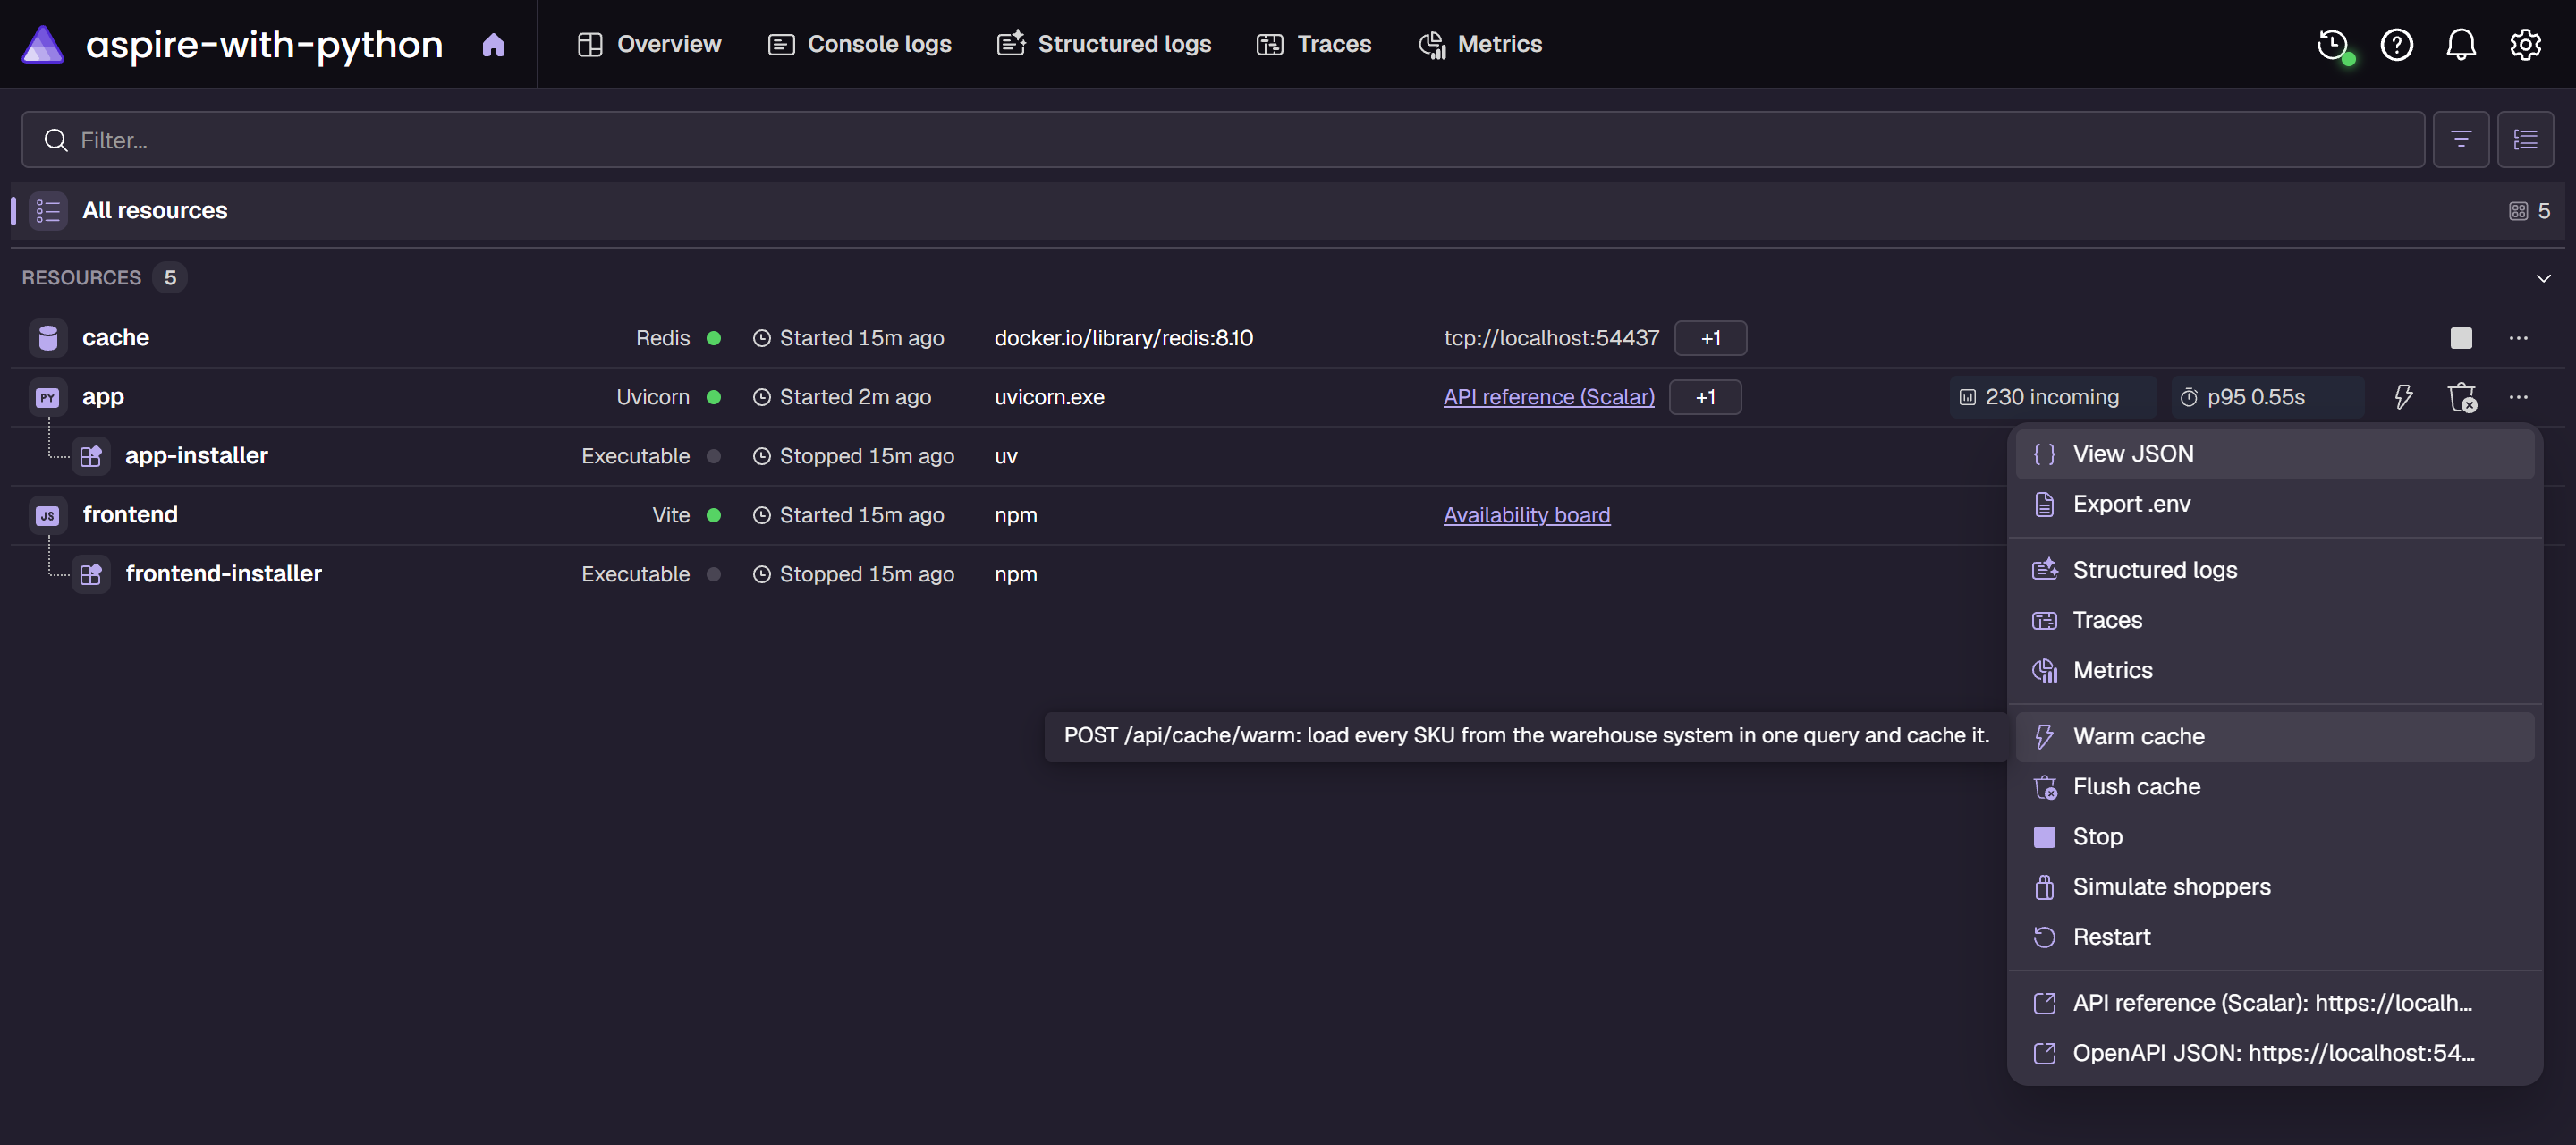 aspire-with-python
Overview
Console logs
Structured logs
Traces
Metrics
Filter...
All resources
5
RESOURCES 5
cache Redis Started 15m ago docker.io/library/redis:8.10 tcp://localhost:54437 +1
PY app Uvicorn Started 2m ago uvicorn.exe API reference (Scalar) +1 230 incoming p95 0.55s
app-installer Executable Stopped 15m ago uv
JS frontend Vite Started 15m ago npm Availability board
frontend-installer Executable Stopped 15m ago npm
View JSON
Export .env
Structured logs
Traces
Metrics
POST /api/cache/warm: load every SKU from the warehouse system in one query and cache it.
Warm cache
Flush cache
Stop
Simulate shoppers
Restart
API reference (Scalar): https://localh...
OpenAPI JSON: https://localhost:54...